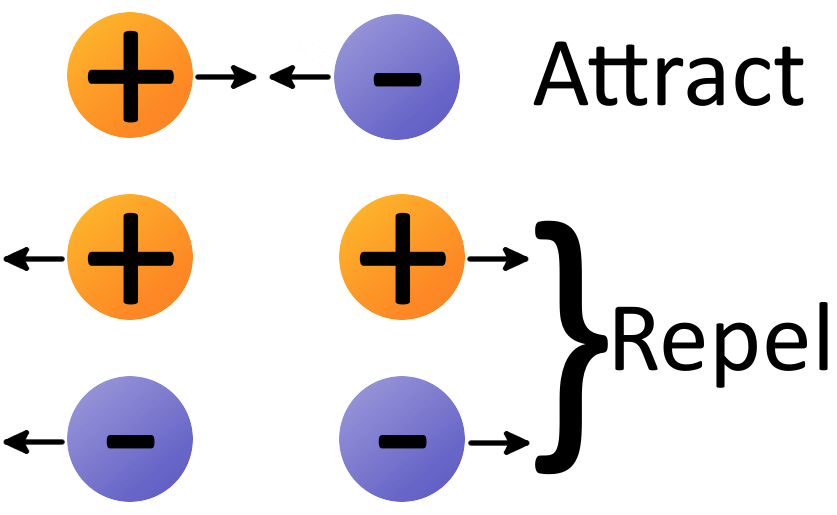 + - Attract
+ +
Repel
- -